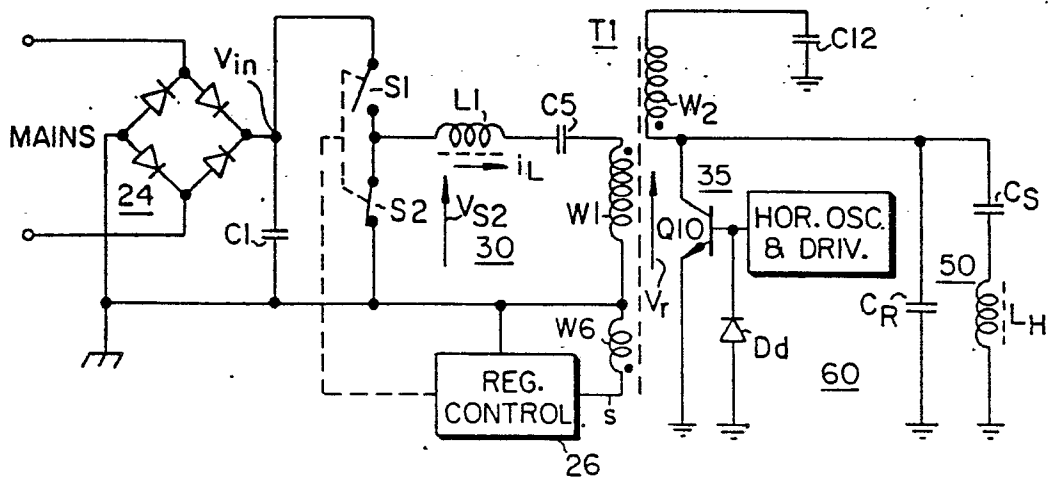 T1
C12
Vin
S1
L1
C5
W2
MAINS
iL
35
24
VS2
S2
W1
Q10
HOR. OSC.
& DRIV.
CS
C1
30
50
Vr
CR
LH
W6
Dd
REG.
CONTROL
60
s
26